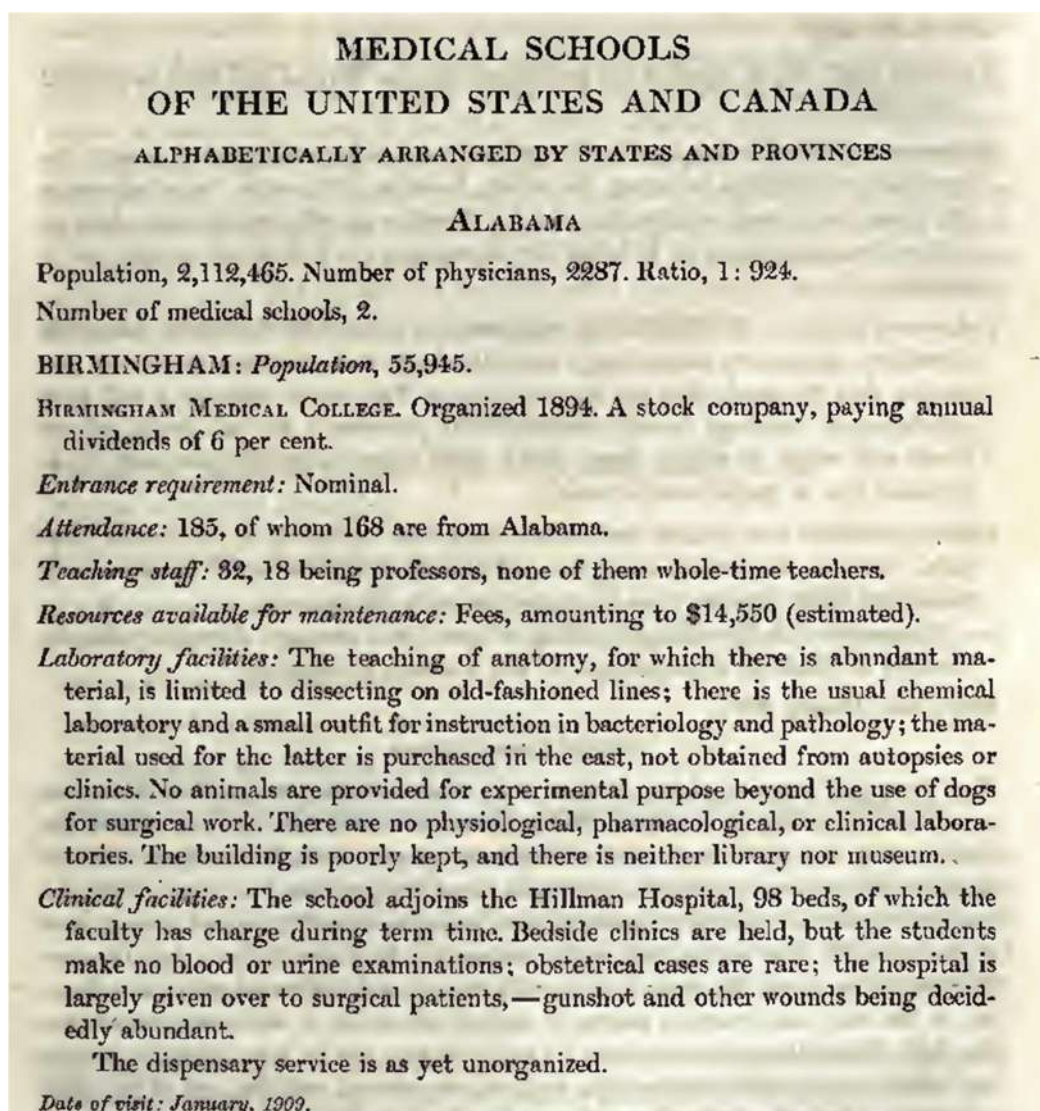 MEDICAL SCHOOLS
OF THE UNITED STATES AND CANADA
ALPHABETICALLY ARRANGED BY STATES AND PROVINCES
ALABAMA
Population, 2,112,465. Number of physicians, 2287. Ratio, 1: 924.
Number of medical schools, 2.
BIRMINGHAM: Population, 55,945.
BIRMINGHAM MEDICAL COLLEGE. Organized 1894. A stock company, paying annual
dividends of 6 per cent.
Entrance requirement: Nominal.
Attendance: 185, of whom 168 are from Alabama.
Teaching staff: 32, 18 being professors, none of them whole-time teachers.
Resources available for maintenance: Fees, amounting to $14,550 (estimated).
Laboratory facilities: The teaching of anatomy, for which there is abundant ma-
terial, is limited to dissecting on old-fashioned lines; there is the usual chemical
laboratory and a small outfit for instruction in bacteriology and pathology; the ma-
terial used for the latter is purchased in the east, not obtained from autopsies or
clinics. No animals are provided for experimental purpose beyond the use of dogs
for surgical work. There are no physiological, pharmacological, or clinical labora-
tories. The building is poorly kept, and there is neither library nor museum.
Clinical facilities: The school adjoins the Hillman Hospital, 98 beds, of which the
faculty has charge during term time. Bedside clinics are held, but the students
make no blood or urine examinations; obstetrical cases are rare; the hospital is
largely given over to surgical patients,—gunshot and other wounds being decid-
edly abundant.
The dispensary service is as yet unorganized.
Date of visit: January, 1909.